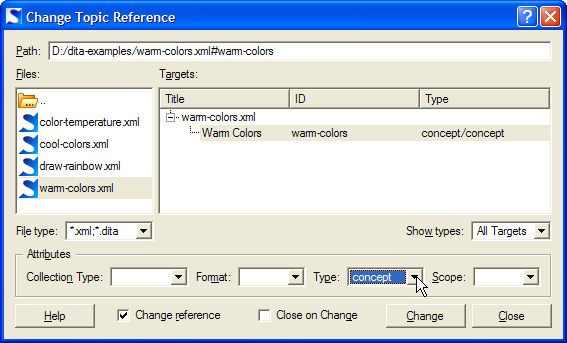 Change Topic Reference
Path: D:/dita-examples/warm-colors.xml#warm-colors
Files: Targets:
..
color-temperature.xml
cool-colors.xml
draw-rainbow.xml
warm-colors.xml
Title ID Type
warm-colors.xml
Warm Colors warm-colors concept/concept
File type: *.xml;*.dita Show types: All Targets
Attributes
Collection Type: Format: Type: concept Scope:
Help Change reference Close on Change Change Close